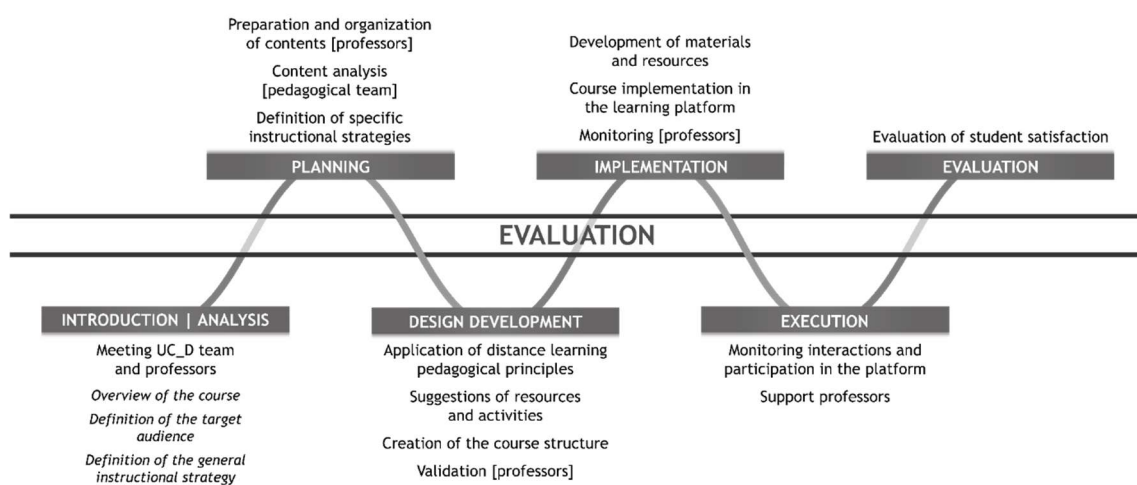 Preparation and organization
of contents [professors]
Content analysis
[pedagogical team]
Definition of specific
instructional strategies
PLANNING
Development of materials
and resources
Course implementation in
the learning platform
Monitoring [professors]
IMPLEMENTATION
Evaluation of student satisfaction
EVALUATION
EVALUATION
INTRODUCTION | ANALYSIS
Meeting UC_D team
and professors
Overview of the course
Definition of the target
audience
Definition of the general
instructional strategy
DESIGN DEVELOPMENT
Application of distance learning
pedagogical principles
Suggestions of resources
and activities
Creation of the course structure
Validation [professors]
EXECUTION
Monitoring interactions and
participation in the platform
Support professors